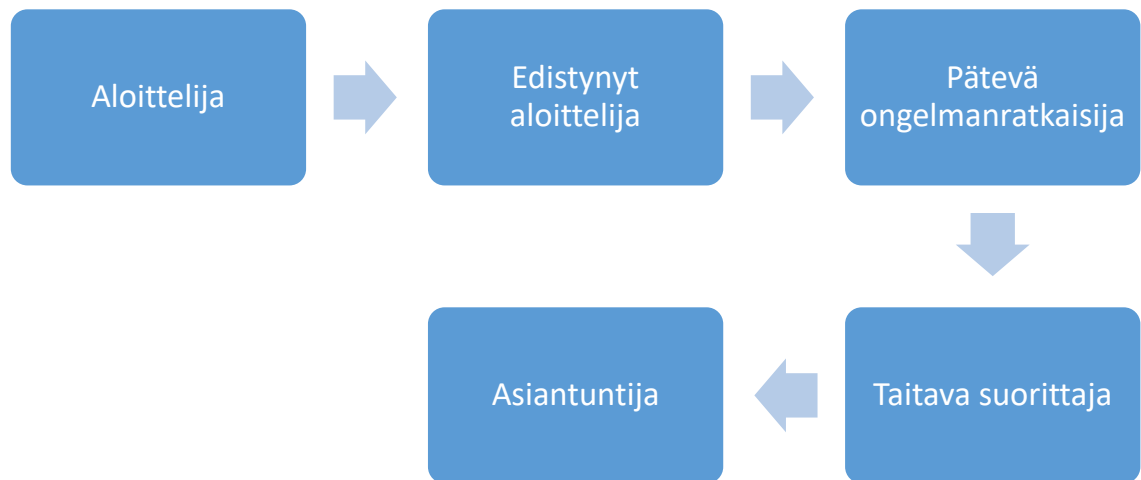 Aloittelija
Edistynyt
aloittelija
Pätevä
ongelmanratkaisija
Taitava suorittaja
Asiantuntija